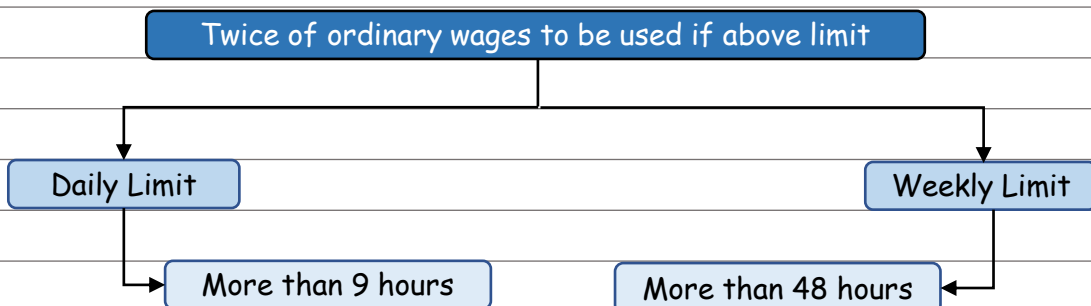 Twice of ordinary wages to be used if above limit
Daily Limit
Weekly Limit
More than 9 hours
More than 48 hours